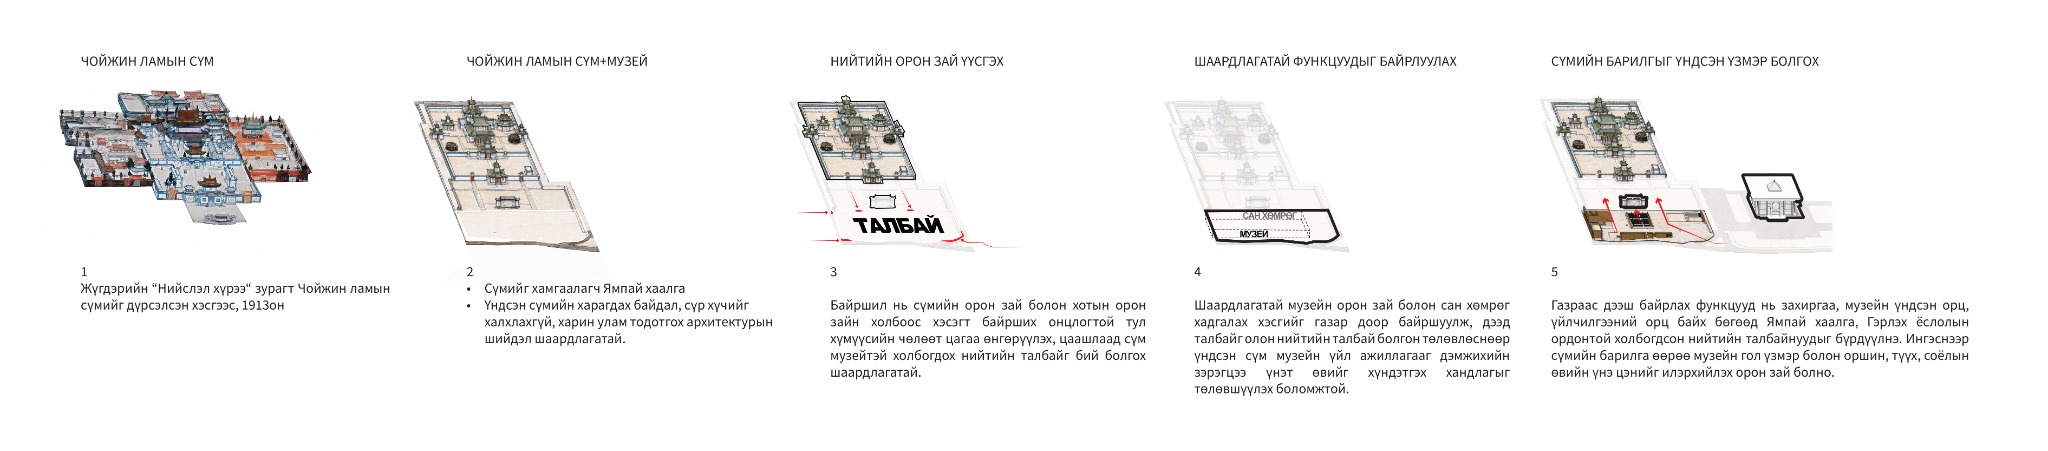 ЧОЙЖИН ЛАМЫН СҮМ
1
Жүгдэрийн “Нийслэл хүрээ“ зурагт Чойжин ламын
сүмийг дүрсэлсэн хэсгээс, 1913он
ЧОЙЖИН ЛАМЫН СҮМ+МУЗЕЙ
2
• Сүмийг хамгаалагч Ямпай хаалга
• Үндсэн сүмийн харагдах байдал, сүр хүчийг
халхлахгүй, харин улам тодотгох архитектурын
шийдэл шаардлагатай.
НИЙТИЙН ОРОН ЗАЙ ҮҮСГЭХ
ТАЛБАЙ
3
Байршил нь сүмийн орон зай болон хотын орон
зайн холбоос хэсэгт байрших онцлогтой тул
хүмүүсийн чөлөөт цагаа өнгөрүүлэх, цаашлаад сүм
музейтэй холбогдох нийтийн талбайг бий болгох
шаардлагатай.
ШААРДЛАГАТАЙ ФУНКЦУУДЫГ БАЙРЛУУЛАХ
САН ХӨМРӨГ
МУЗЕЙ
4
Шаардлагатай музейн орон зай болон сан хөмрөг
хадгалах хэсгийг газар доор байршуулж, дээд
талбайг олон нийтийн талбай болгон төлөвлөснөөр
үндсэн сүм музейн үйл ажиллагааг дэмжихийн
зэрэгцээ үнэт өвийг хүндэтгэх хандлагыг
төлөвшүүлэх боломжтой.
СҮМИЙН БАРИЛГЫГ ҮНДСЭН ҮЗМЭР БОЛГОХ
5
Газраас дээш байрлах функцууд нь захиргаа, музейн үндсэн орц,
үйлчилгээний орц байх бөгөөд Ямпай хаалга, Гэрлэх ёслолын
ордонтой холбогдсон нийтийн талбайнуудыг бүрдүүлнэ. Ингэснээр
сүмийн барилга өөрөө музейн гол үзмэр болон оршин, түүх, соёлын
өвийн үнэ цэнийг илэрхийлэх орон зай болно.